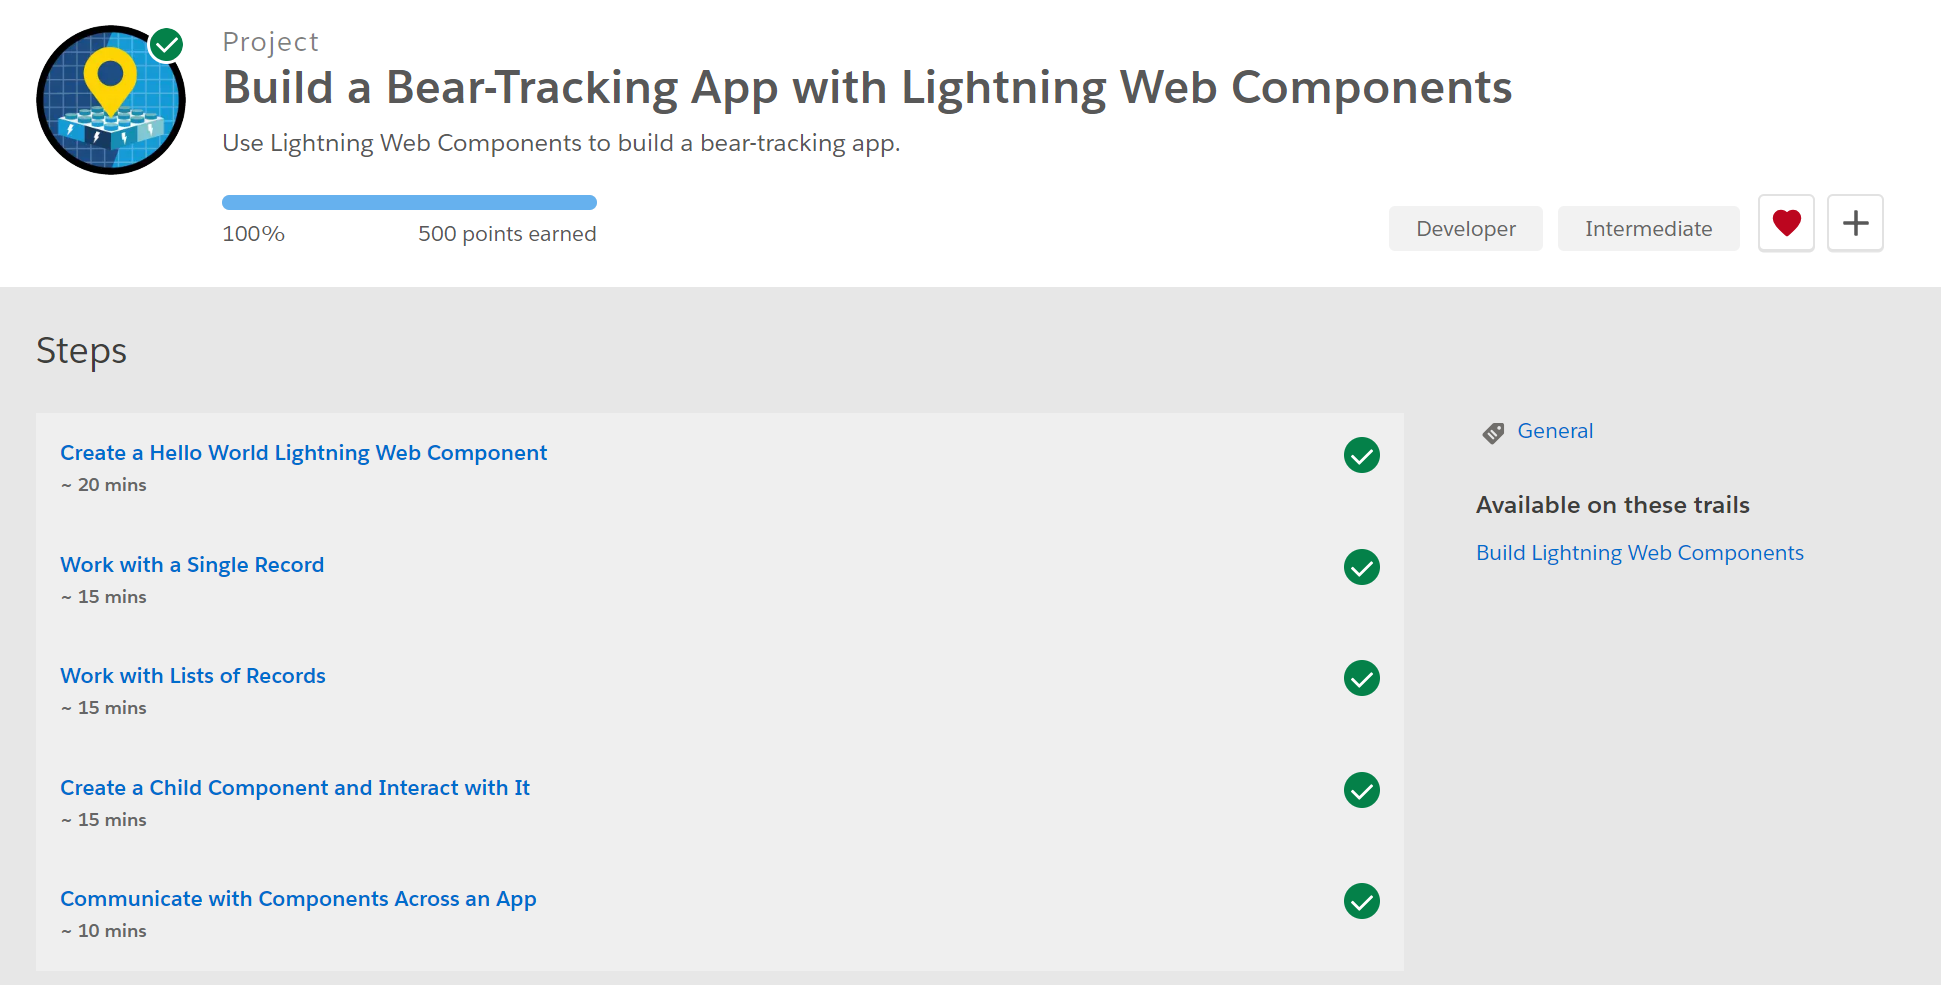 Project
Build a Bear-Tracking App with Lightning Web Components
Use Lightning Web Components to build a bear-tracking app.
100%
500 points earned
Developer
Intermediate
Steps
Create a Hello World Lightning Web Component
~ 20 mins
Work with a Single Record
~ 15 mins
Work with Lists of Records
~ 15 mins
Create a Child Component and Interact with It
~ 15 mins
Communicate with Components Across an App
~ 10 mins
General
Available on these trails
Build Lightning Web Components